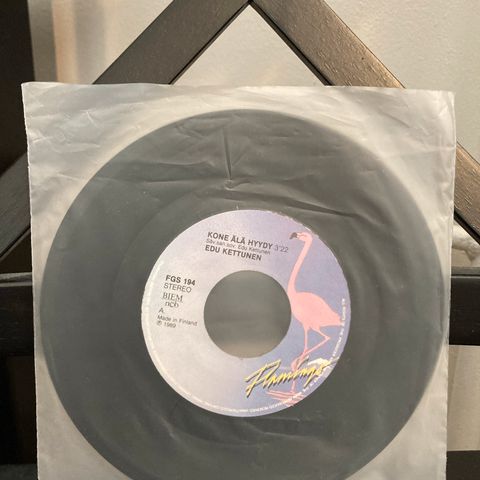 KONE ÄLÄ HYYDY 3'22
Säv.san.sov. Edu Kettunen
EDU KETTUNEN
FGS 194
STEREO
BIEM
ncb
A.
Made in Finland
℗ 1989
Flamingo